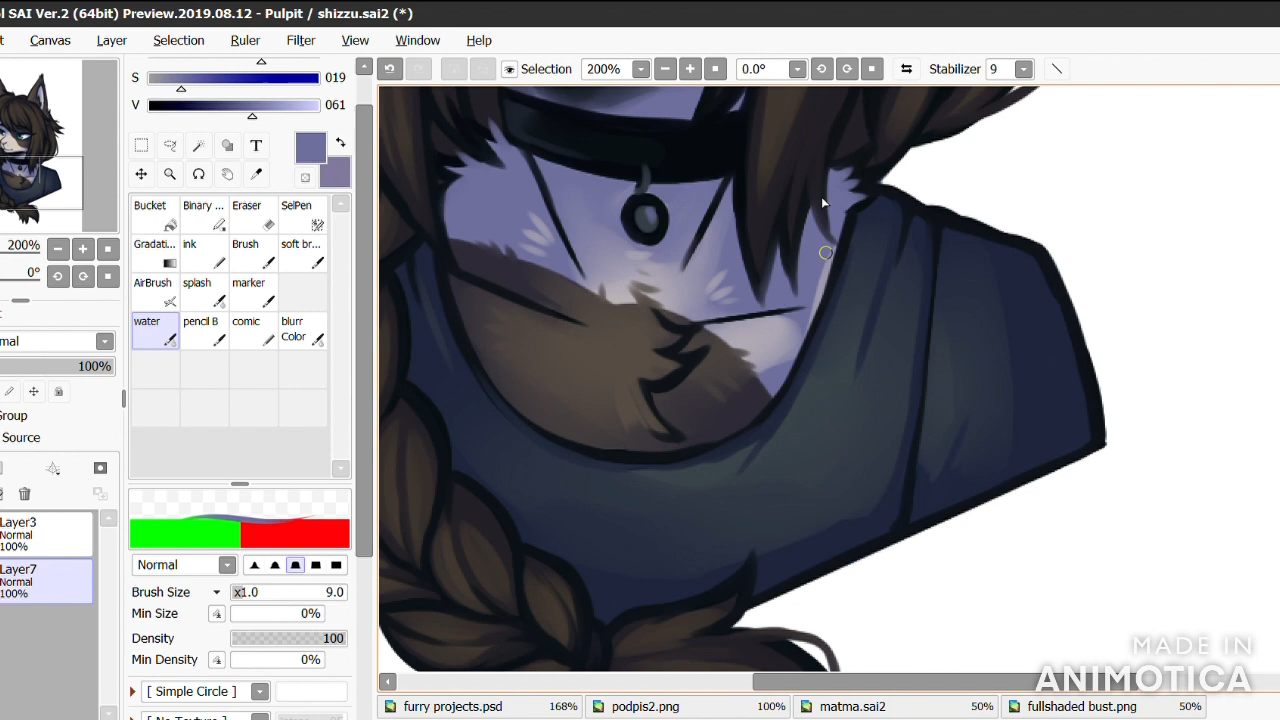 ol SAI Ver.2 (64bit) Preview.2019.08.12 - Pulpit / shizzu.sai2 (*)
Canvas Layer Selection Ruler Filter View Window Help
S 019
V 061
Selection 200% 0.0° Stabilizer 9
T
Bucket Binary ... Eraser SelPen
Gradati... ink Brush soft br...
AirBrush splash marker
water pencil B comic blurr Color
200%
0°
mal
100%
Group
Source
Layer3
Normal
100%
Layer7
Normal
100%
Normal
Brush Size x1.0 9.0
Min Size 0%
Density 100
Min Density 0%
[ Simple Circle ]
MADE IN
ANIMOTICA
furry projects.psd 168% podpis2.png 100% matma.sai2 50% fullshaded bust.png 50%